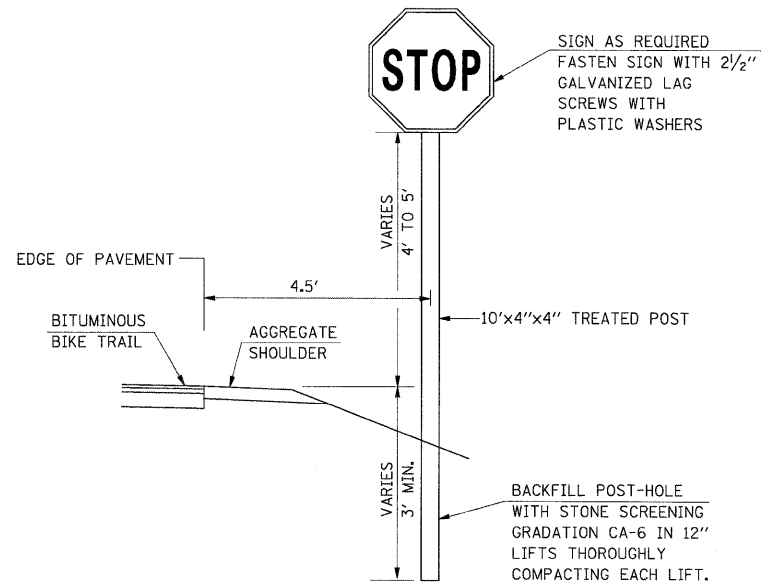 STOP
SIGN AS REQUIRED
FASTEN SIGN WITH 2 1/2"
GALVANIZED LAG
SCREWS WITH
PLASTIC WASHERS
VARIES
4' TO 5'
EDGE OF PAVEMENT
4.5'
10'x4"x4" TREATED POST
BITUMINOUS
BIKE TRAIL
AGGREGATE
SHOULDER
VARIES
3' MIN.
BACKFILL POST-HOLE
WITH STONE SCREENING
GRADATION CA-6 IN 12"
LIFTS THOROUGHLY
COMPACTING EACH LIFT.